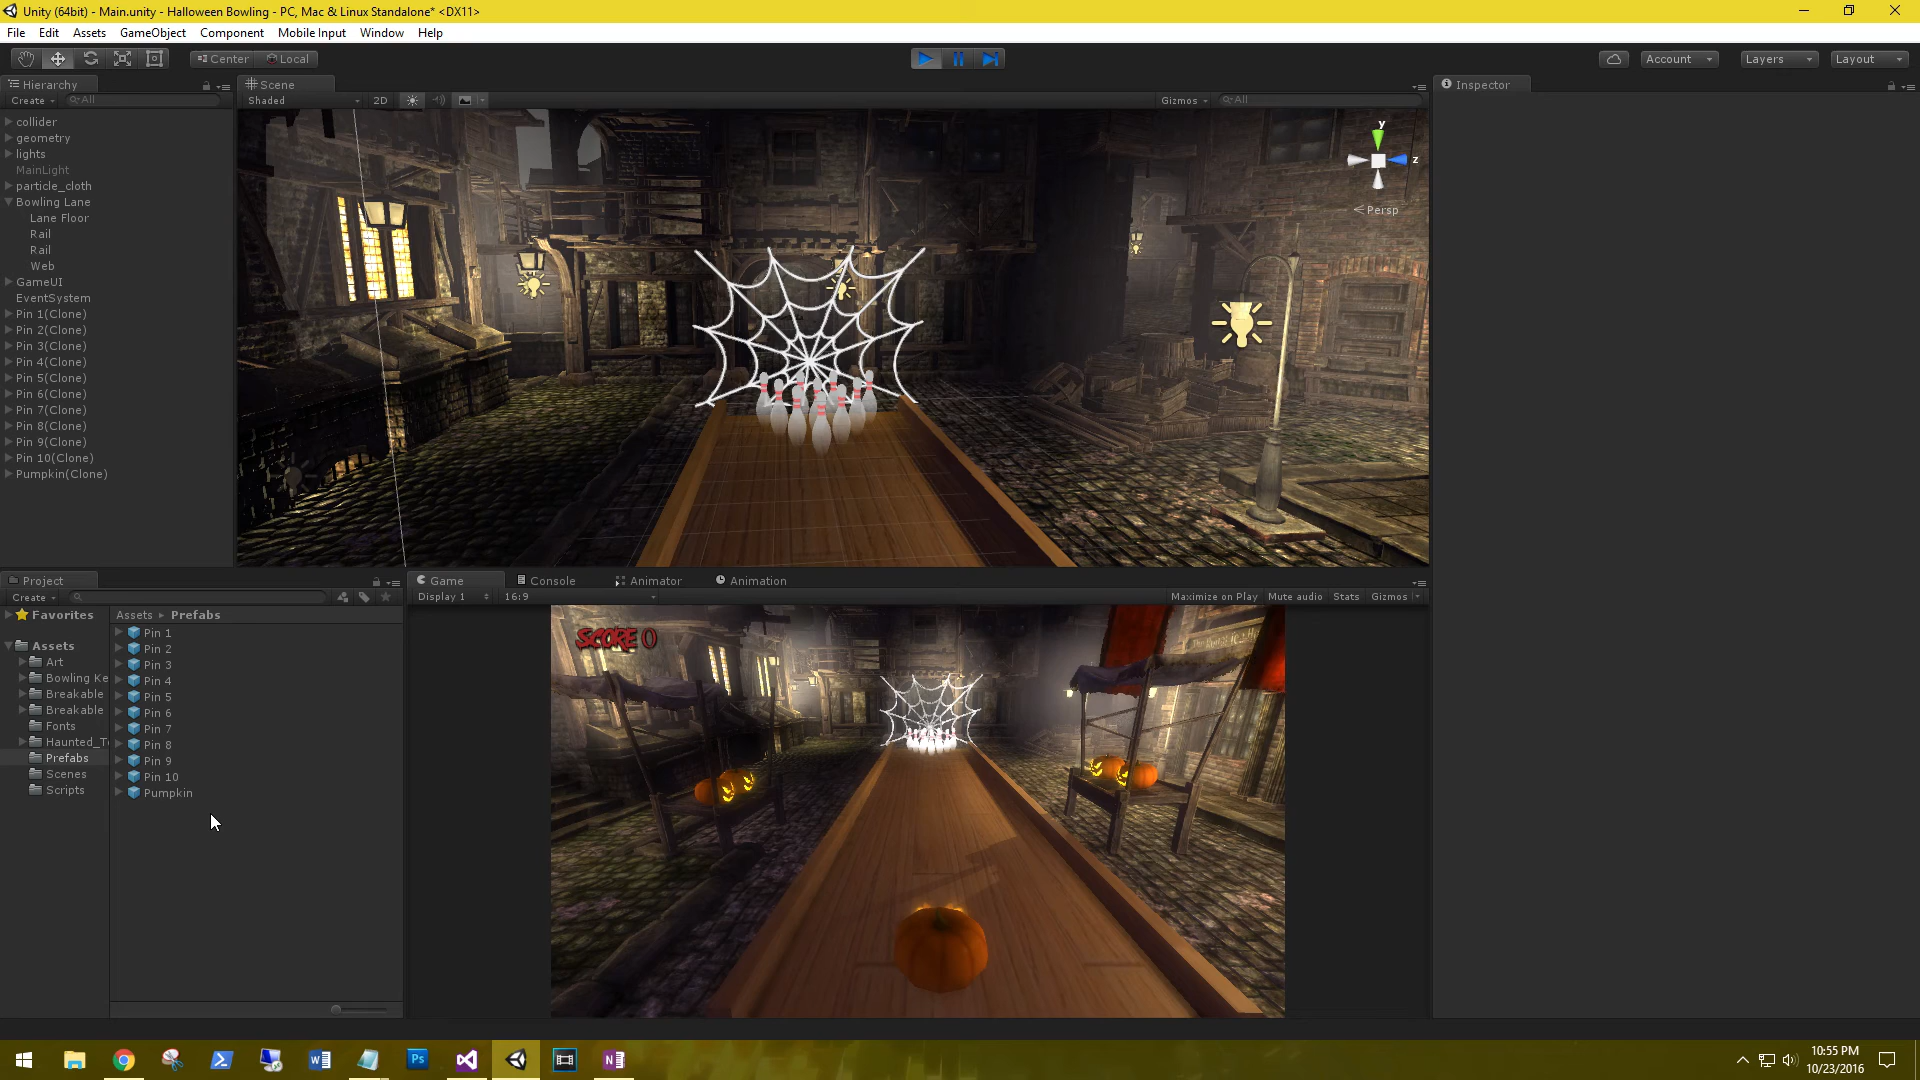 Unity (64bit) - Main.unity - Halloween Bowling - PC, Mac & Linux Standalone* <DX11>
File Edit Assets GameObject Component Mobile Input Window Help
Center Local Account Layers Layout
Hierarchy
Create All
collider
geometry
lights
MainLight
particle_cloth
Bowling Lane
Lane Floor
Rail
Rail
Web
GameUI
EventSystem
Pin 1(Clone)
Pin 2(Clone)
Pin 3(Clone)
Pin 4(Clone)
Pin 5(Clone)
Pin 6(Clone)
Pin 7(Clone)
Pin 8(Clone)
Pin 9(Clone)
Pin 10(Clone)
Pumpkin(Clone)
Scene
Shaded 2D Gizmos All
y
z
Persp
Inspector
Project
Create
Favorites
Assets
Art
Bowling Ke
Breakable
Breakable
Fonts
Haunted_T
Prefabs
Scenes
Scripts
Assets Prefabs
Pin 1
Pin 2
Pin 3
Pin 4
Pin 5
Pin 6
Pin 7
Pin 8
Pin 9
Pin 10
Pumpkin
Game Console Animator Animation
Display 1 16:9 Maximize on Play Mute audio Stats Gizmos
SCORE 0
Ps
10:55 PM
10/23/2016